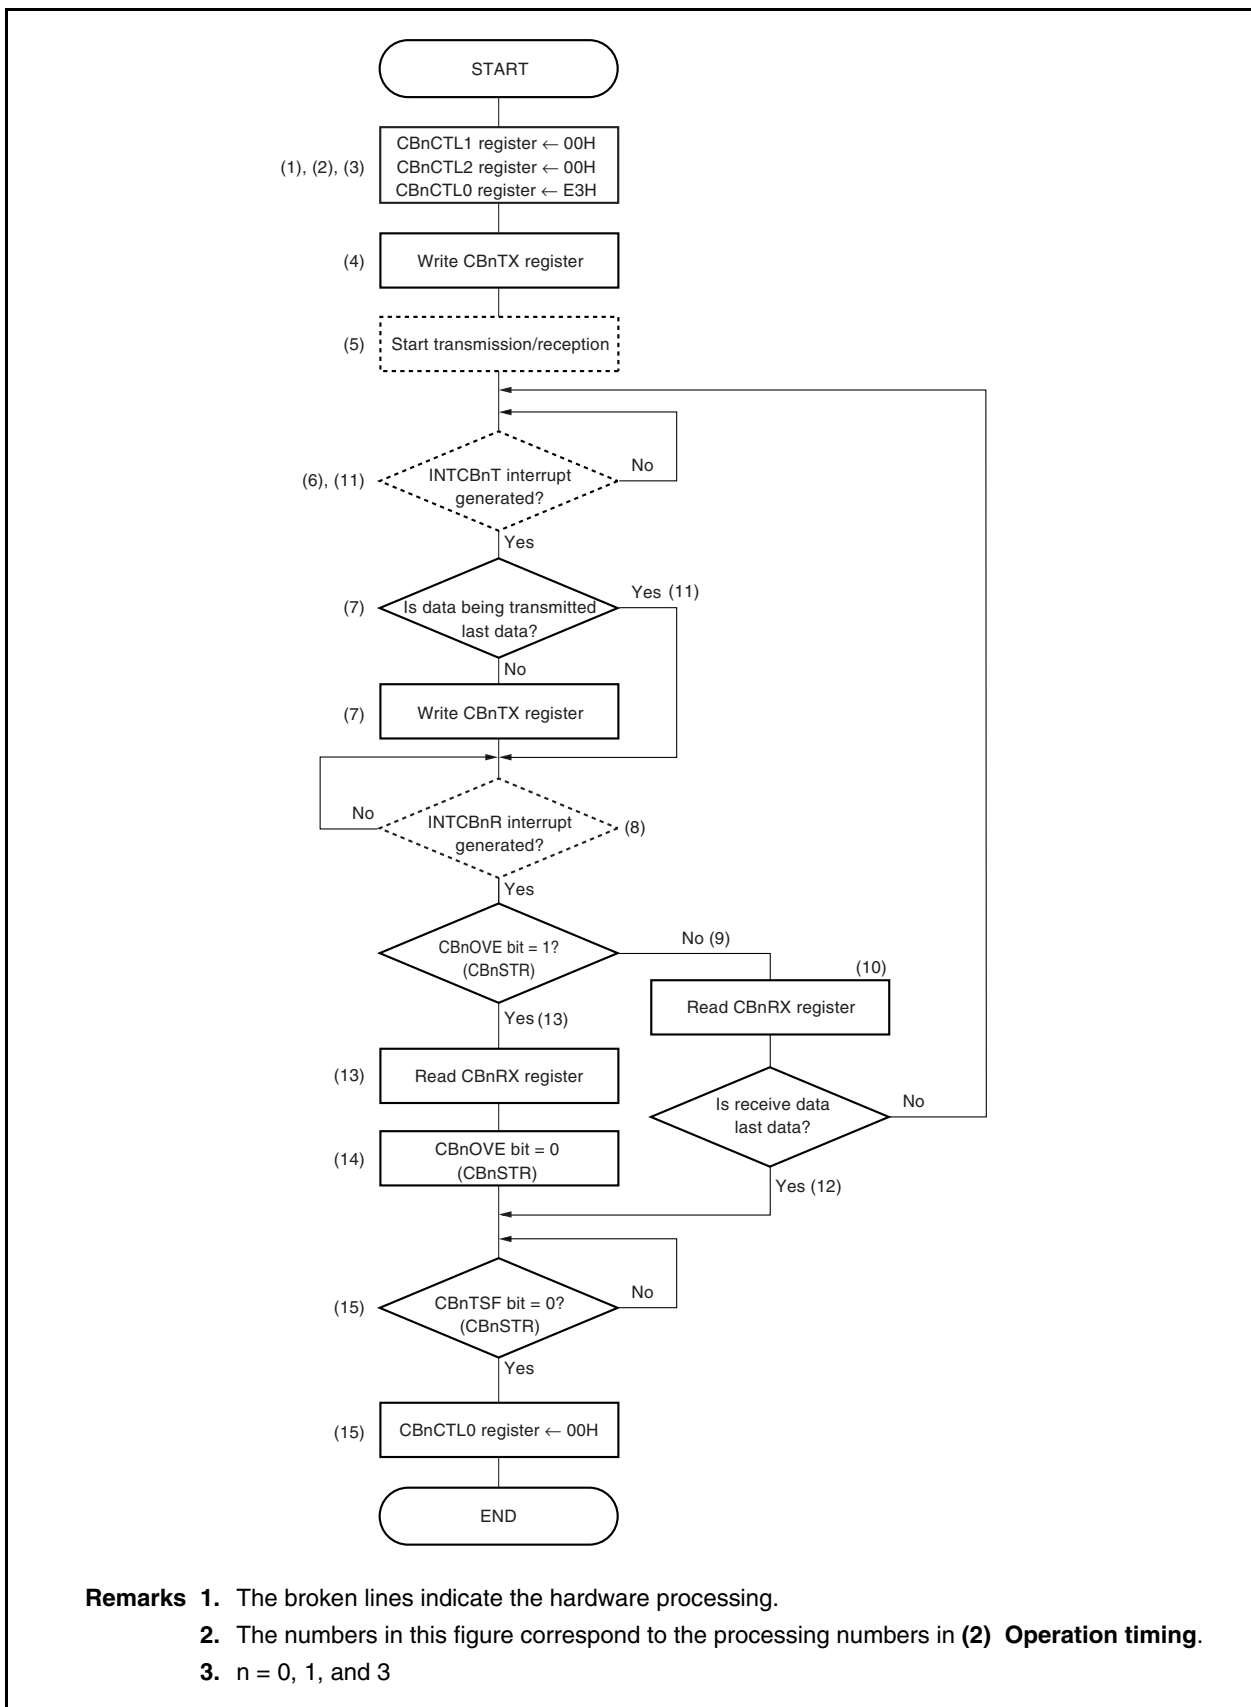 START
CBnCTL1 register ← 00H
(1), (2), (3)
CBnCTL2 register ← 00H
CBnCTL0 register ← E3H
(4)
Write CBnTX register
(5)
Start transmission/reception
(6), (11)
INTCBnT interrupt
generated?
No
Yes
(7)
Is data being transmitted
last data?
Yes (11)
No
(7)
Write CBnTX register
No
INTCBnR interrupt
generated?
(8)
Yes
CBnOVE bit = 1?
(CBnSTR)
No (9)
(10)
Read CBnRX register
Yes (13)
(13)
Read CBnRX register
Is receive data
last data?
No
(14)
CBnOVE bit = 0
(CBnSTR)
Yes (12)
(15)
CBnTSF bit = 0?
(CBnSTR)
No
Yes
(15)
CBnCTL0 register ← 00H
END
Remarks 1. The broken lines indicate the hardware processing.
2. The numbers in this figure correspond to the processing numbers in (2) Operation timing.
3. n = 0, 1, and 3